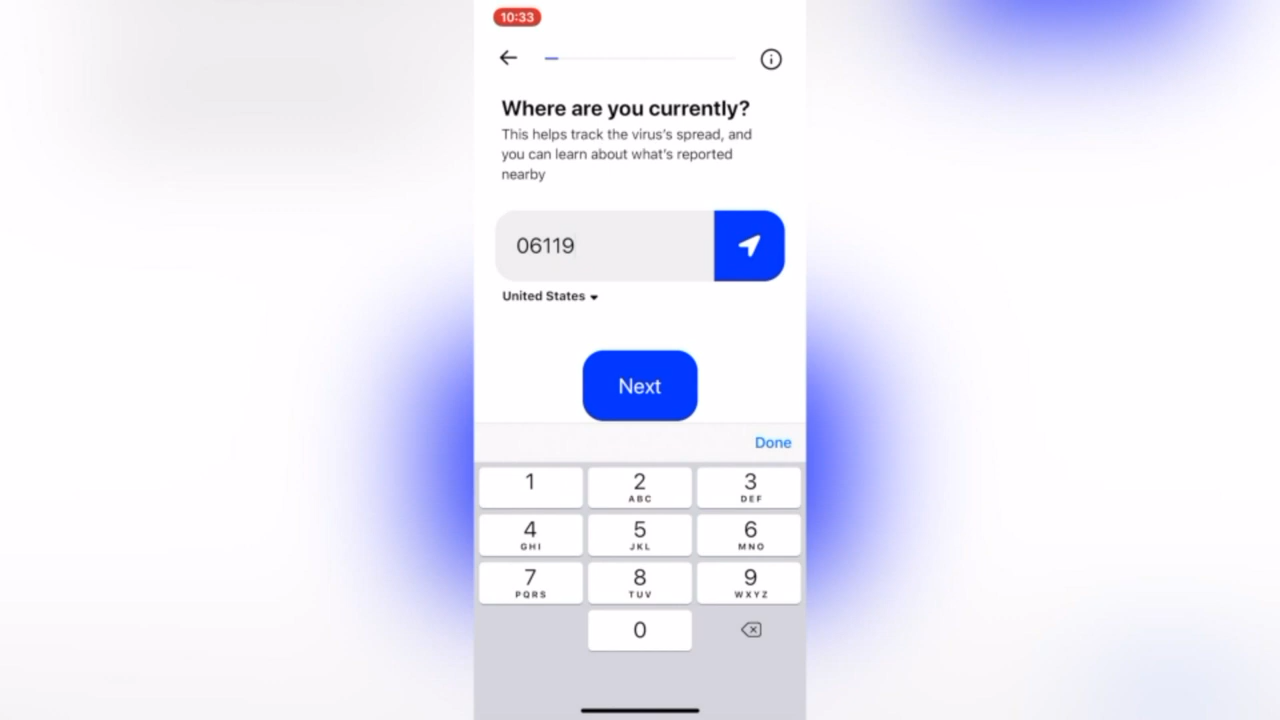 10:33
Where are you currently?
This helps track the virus's spread, and
you can learn about what's reported
nearby
06119
United States
Next
Done
1 2 3
ABC DEF
4 5 6
GHI JKL MNO
7 8 9
PQRS TUV WXYZ
0